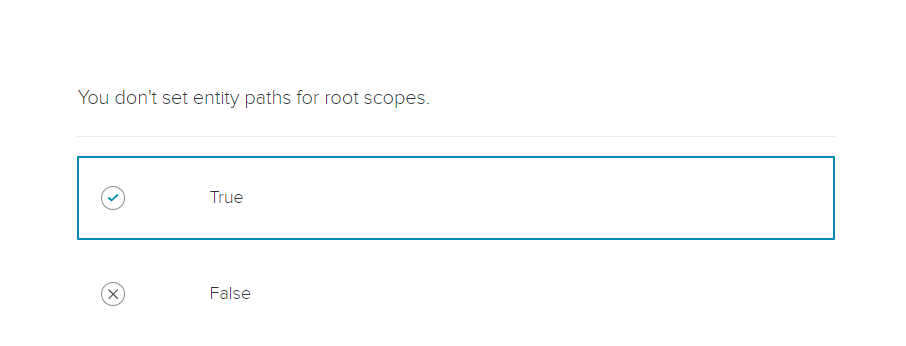 You don't set entity paths for root scopes.
True
False